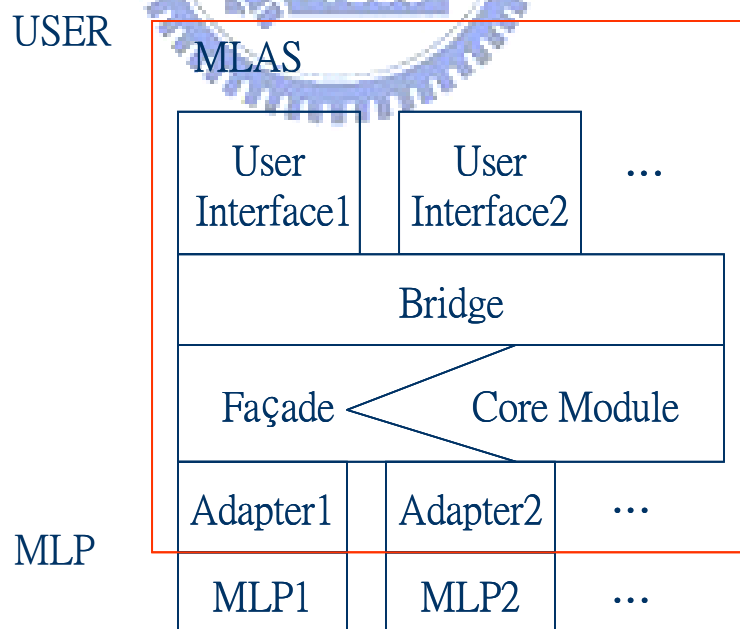 USER
MLAS
User
Interface1
User
Interface2
...
Bridge
Façade
Core Module
Adapter1
Adapter2
...
MLP
MLP1
MLP2
...